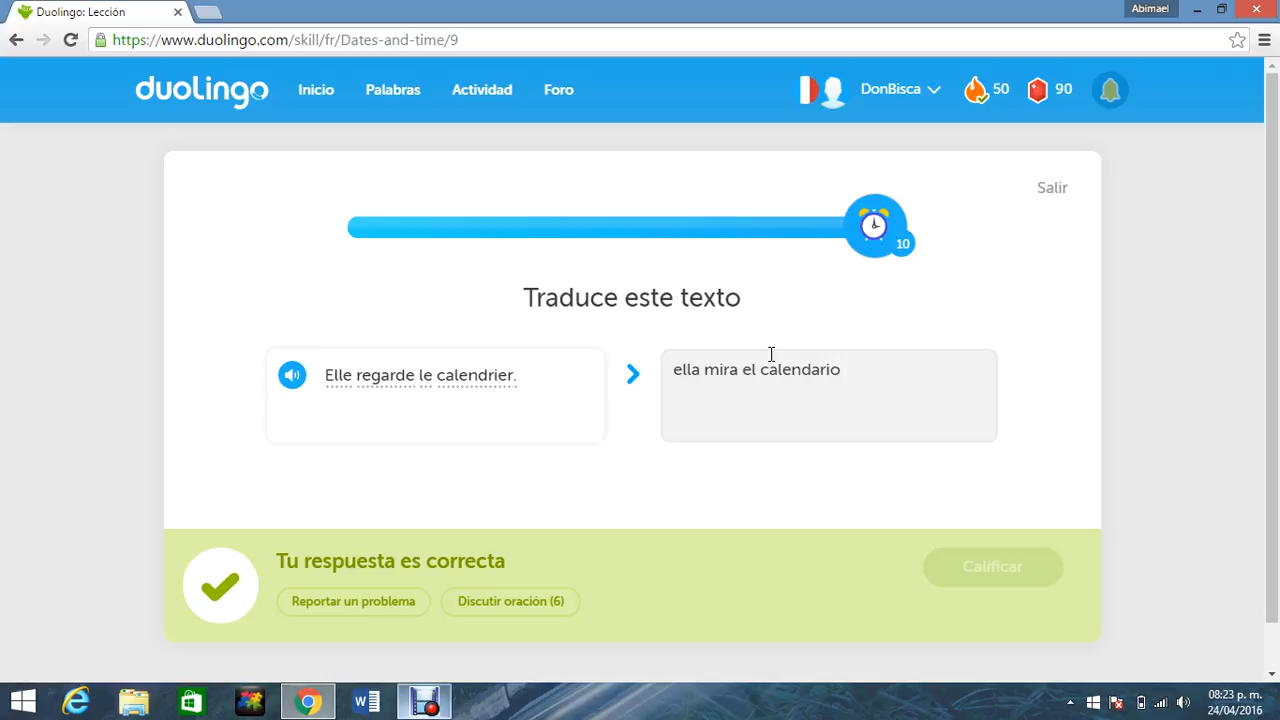 Duolingo: Lección
Abimael
https://www.duolingo.com/skill/fr/Dates-and-time/9
duolingo Inicio Palabras Actividad Foro DonBisca 50 90
Salir
10
Traduce este texto
Elle regarde le calendrier.
ella mira el calendario
Tu respuesta es correcta
Calificar
Reportar un problema Discutir oración (6)
08:23 p. m.
24/04/2016